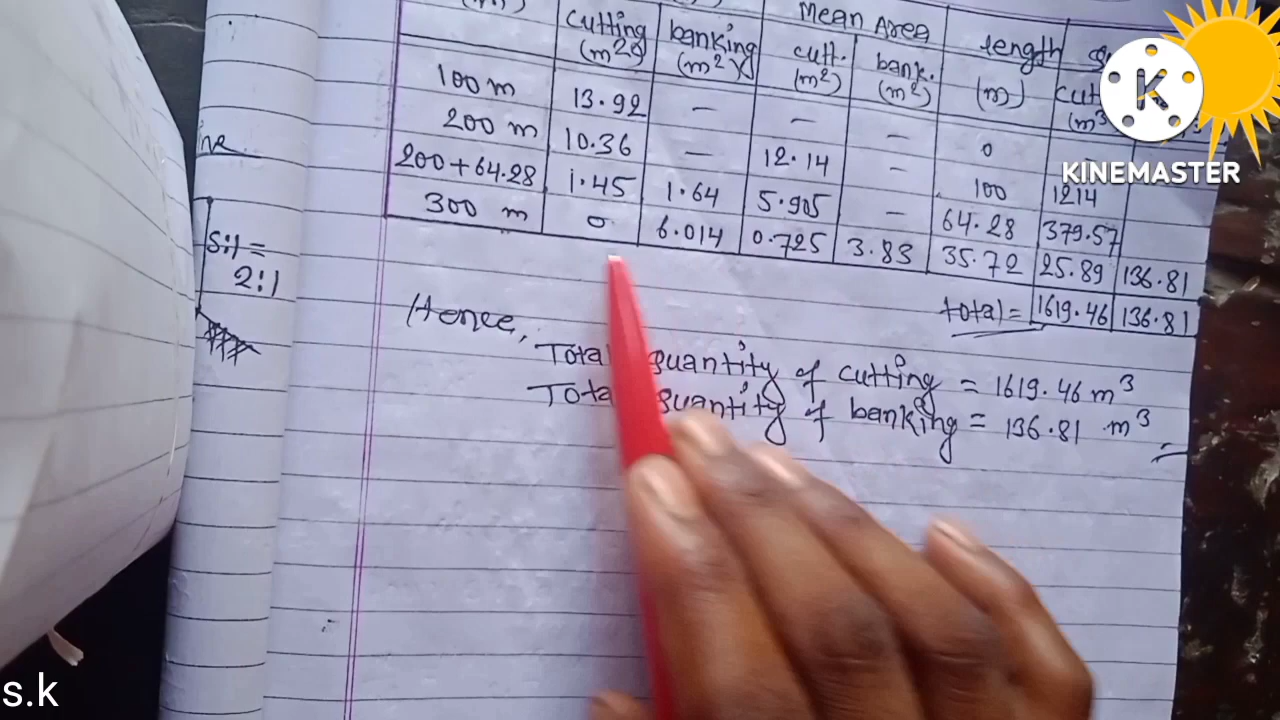 Mean Area
cutting banking cutt. bank. length
(m²) (m²) (m²) (m²) (m) (m³
100 m 13.92 — — — 0
200 m 10.36 — 12.14 — 100 1214
200+64.28 1.45 1.64 5.905 — 64.28 379.57
300 m 0 6.014 0.725 3.83 35.72 25.89 136.81
total = 1619.46 136.81
Hence,
Total quantity of cutting = 1619.46 m³
Total quantity of banking = 136.81 m³
S:1 =
2:1
K
KINEMASTER
s.k